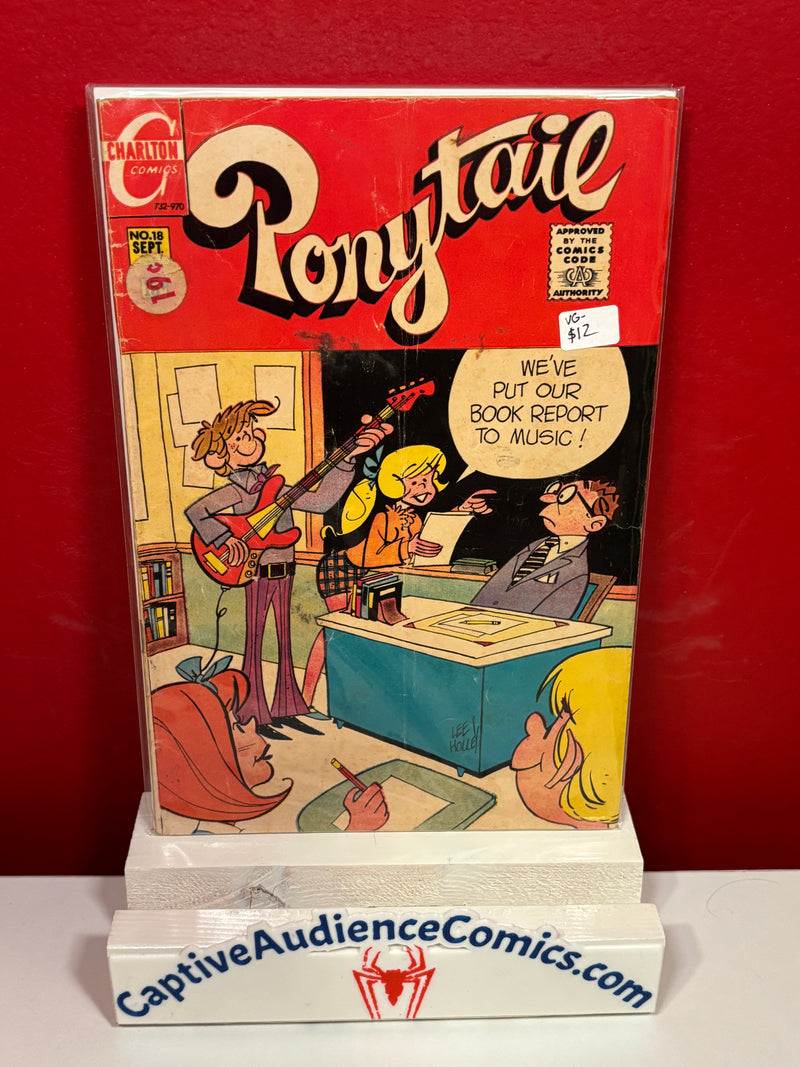 CHARLTON
COMICS
732-970
NO.18
SEPT.
19¢
Ponytail
APPROVED
BY THE
COMICS
CODE
CA
AUTHORITY
VG-
$12
WE'VE
PUT OUR
BOOK REPORT
TO MUSIC!
LEE
HOLLEY
CaptiveAudienceComics.com